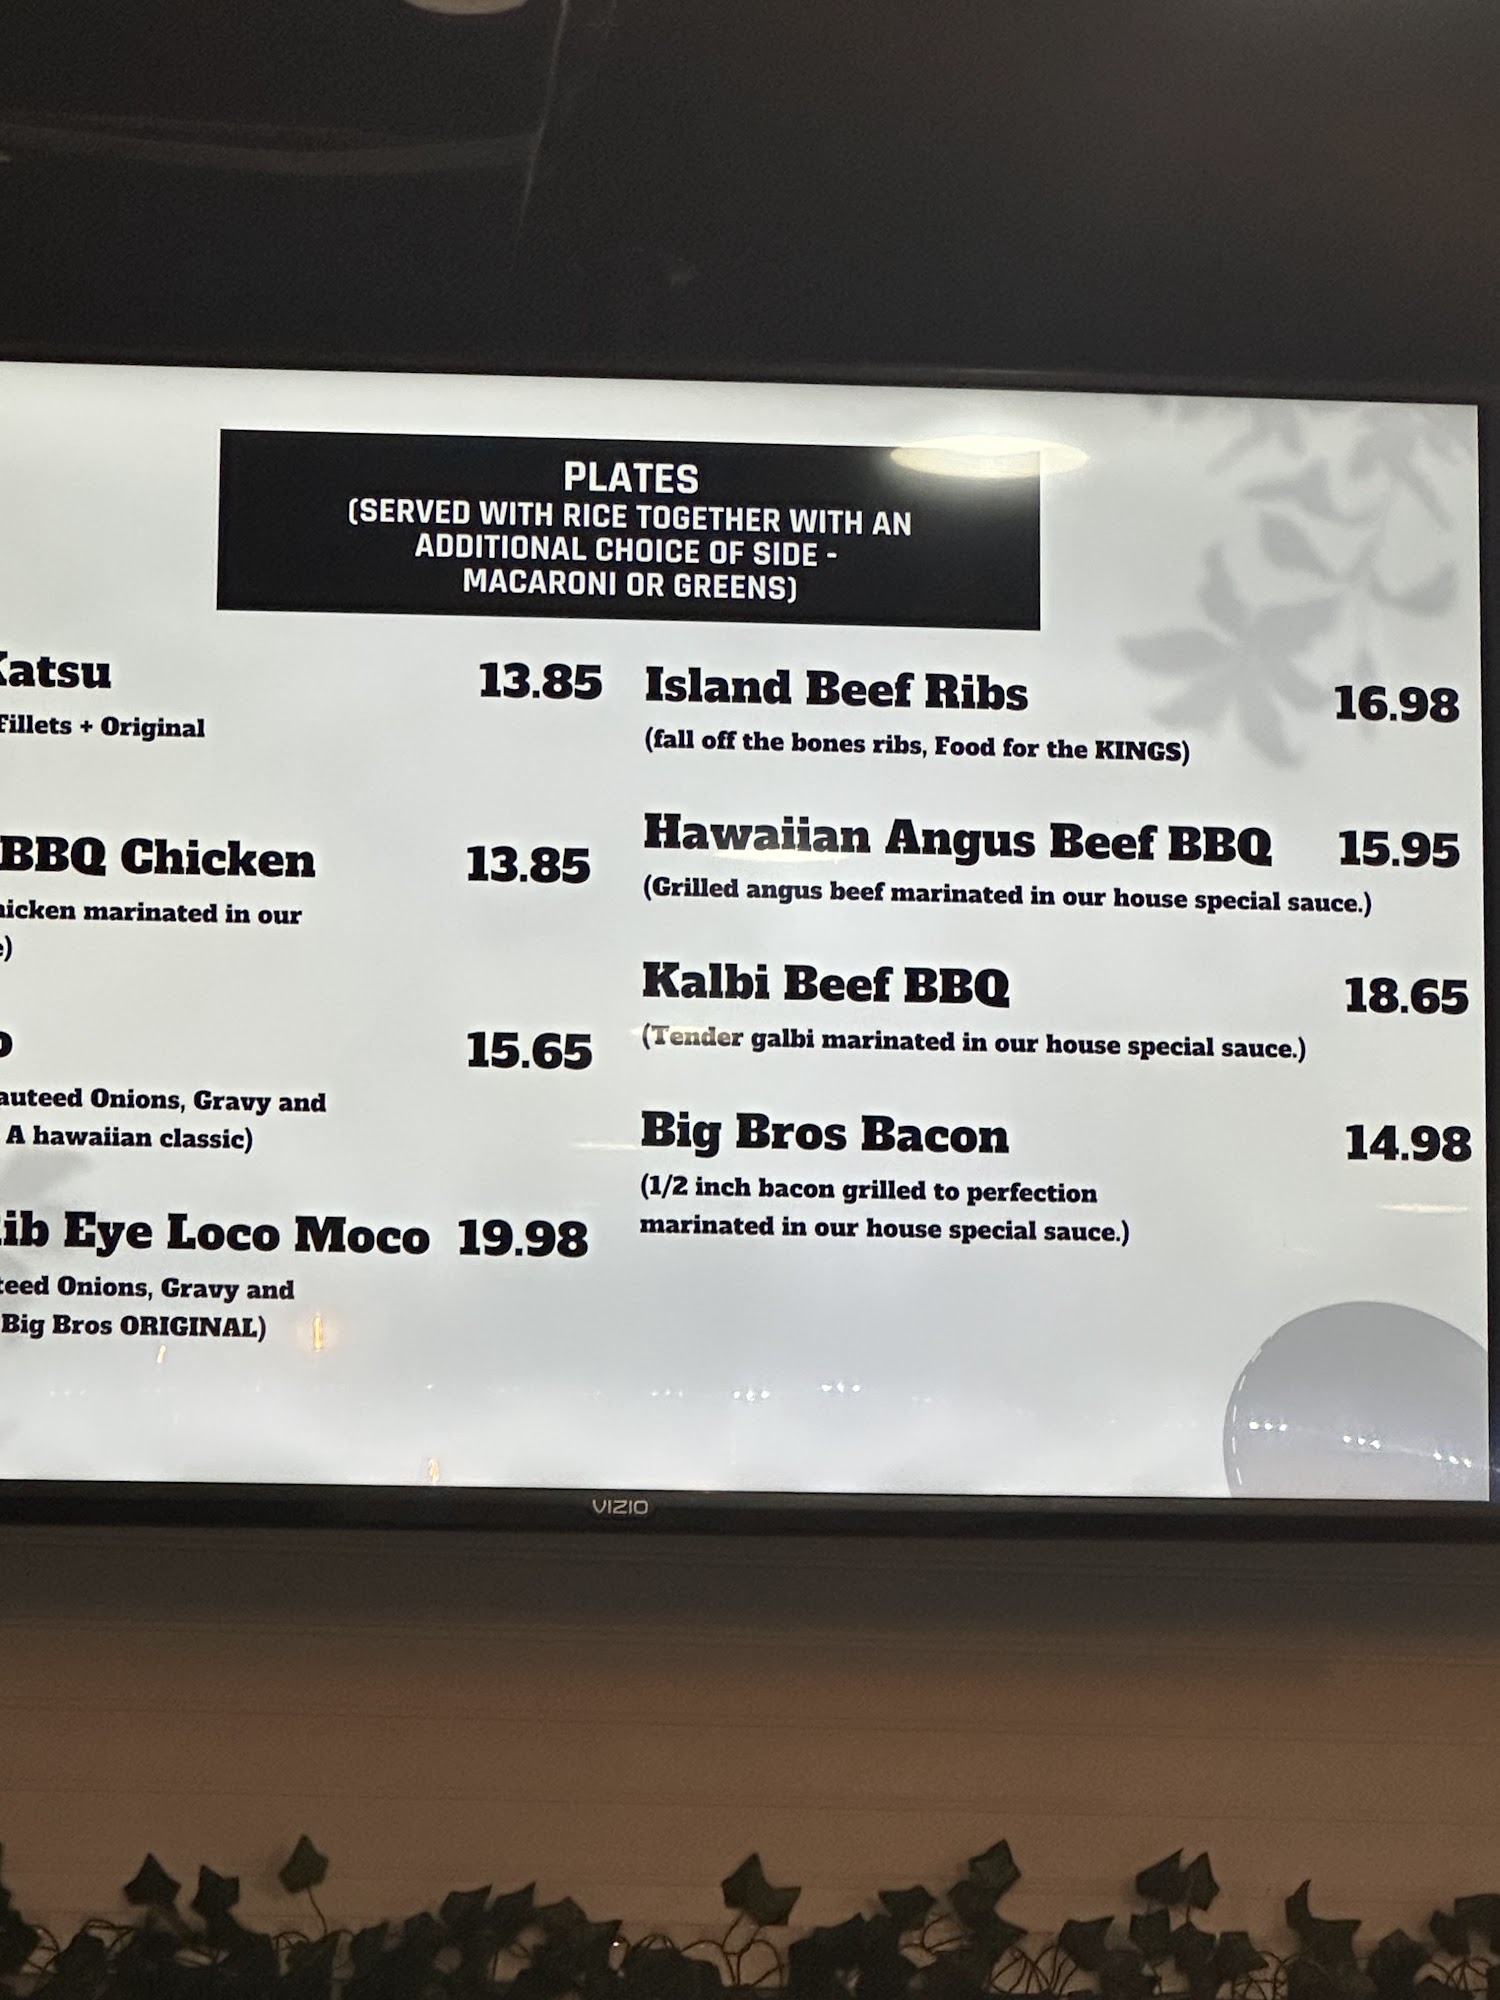 PLATES
(SERVED WITH RICE TOGETHER WITH AN
ADDITIONAL CHOICE OF SIDE -
MACARONI OR GREENS)
Katsu 13.85
Fillets + Original
BBQ Chicken 13.85
marinated in our
15.65
Onions, Gravy and
A hawaiian classic)
Eye Loco Moco 19.98
Onions, Gravy and
Big Bros ORIGINAL)
Island Beef Ribs 16.98
(fall off the bones ribs, Food for the KINGS)
Hawaiian Angus Beef BBQ 15.95
(Grilled angus beef marinated in our house special sauce.)
Kalbi Beef BBQ 18.65
(Tender galbi marinated in our house special sauce.)
Big Bros Bacon 14.98
(1/2 inch bacon grilled to perfection
marinated in our house special sauce.)
VIZIO